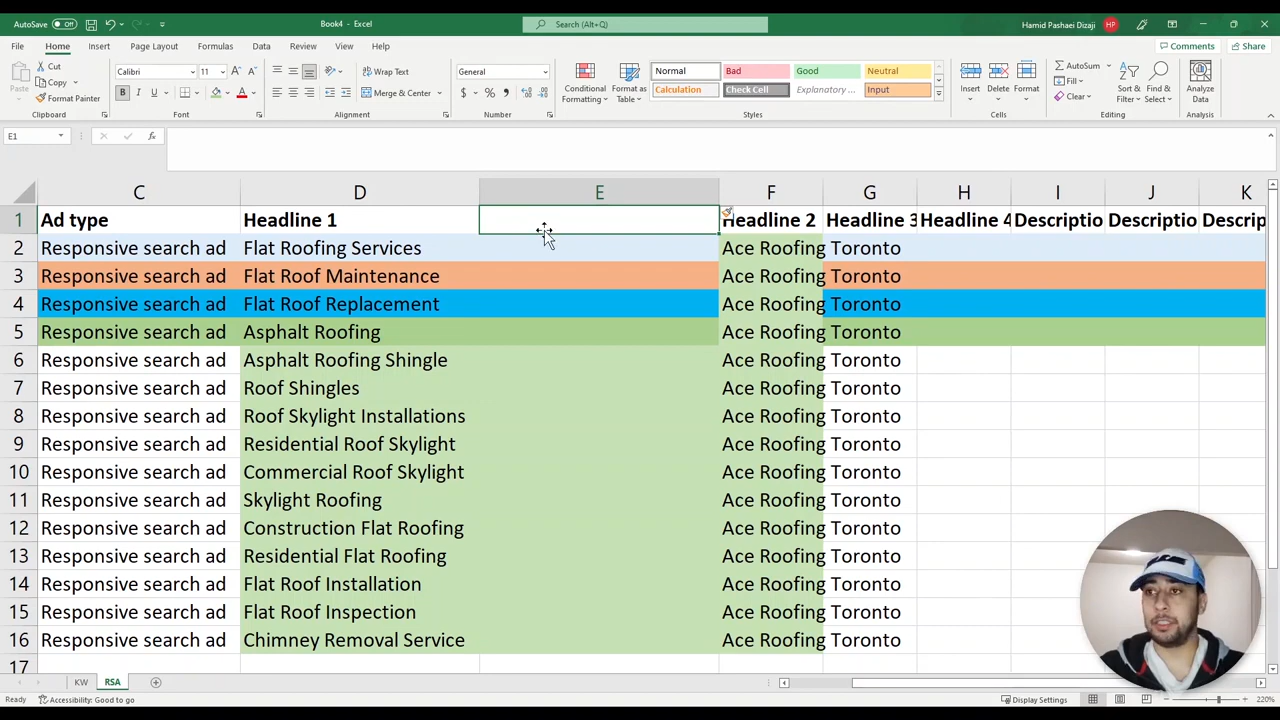 AutoSave Off Book4 - Excel Search (Alt+Q) Hamid Pashaei Dizaji HP
File Home Insert Page Layout Formulas Data Review View Help Comments Share
Paste Cut Copy Format Painter Clipboard
Calibri 11 A A B I U A Font
Wrap Text Merge & Center Alignment
General $ % Number
Conditional Formatting Format as Table
Normal Bad Good Neutral
Calculation Check Cell Explanatory ... Input
Styles
Insert Delete Format Cells
AutoSum Fill Clear Sort & Filter Find & Select Editing
Analyze Data Analysis
E1 fx
C D E F G H I J K
1 Ad type Headline 1 Headline 2 Headline 3 Headline 4 Descriptio Descriptio Descrip
2 Responsive search ad Flat Roofing Services Ace Roofing Toronto
3 Responsive search ad Flat Roof Maintenance Ace Roofing Toronto
4 Responsive search ad Flat Roof Replacement Ace Roofing Toronto
5 Responsive search ad Asphalt Roofing Ace Roofing Toronto
6 Responsive search ad Asphalt Roofing Shingle Ace Roofing Toronto
7 Responsive search ad Roof Shingles Ace Roofing Toronto
8 Responsive search ad Roof Skylight Installations Ace Roofing Toronto
9 Responsive search ad Residential Roof Skylight Ace Roofing Toronto
10 Responsive search ad Commercial Roof Skylight Ace Roofing Toronto
11 Responsive search ad Skylight Roofing Ace Roofing Toronto
12 Responsive search ad Construction Flat Roofing Ace Roofing Toronto
13 Responsive search ad Residential Flat Roofing Ace Roofing Toronto
14 Responsive search ad Flat Roof Installation Ace Roofing Toronto
15 Responsive search ad Flat Roof Inspection Ace Roofing Toronto
16 Responsive search ad Chimney Removal Service Ace Roofing Toronto
17
KW RSA
Ready Accessibility: Good to go Display Settings 220%